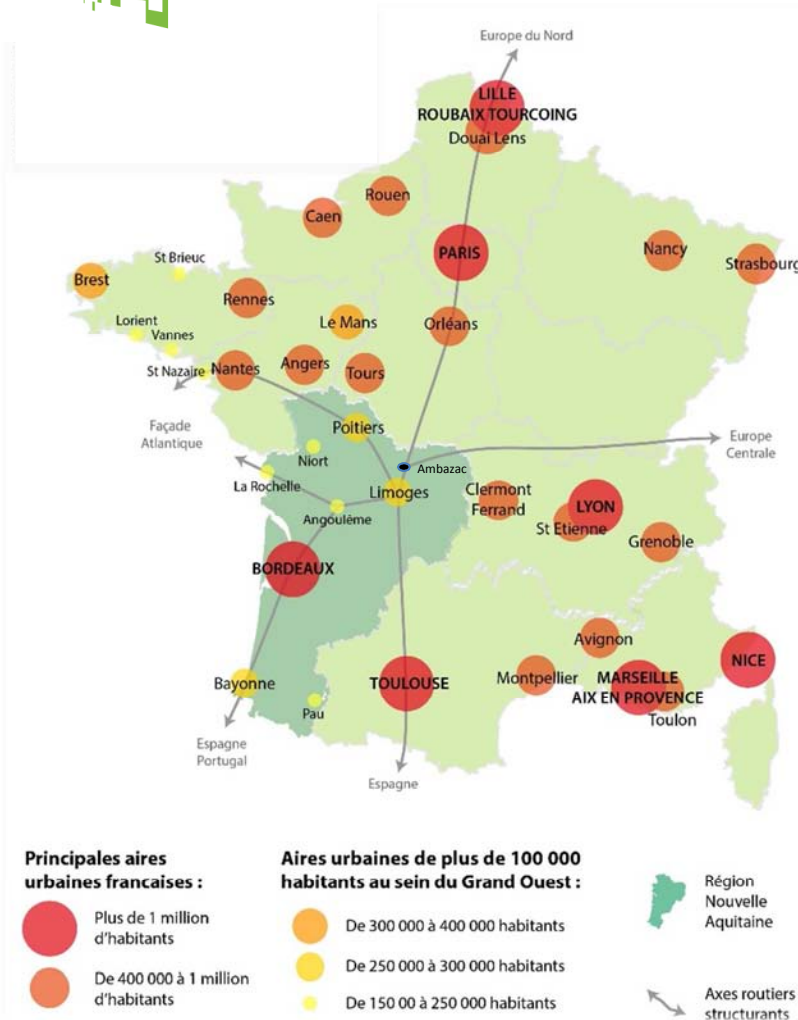 Europe du Nord
LILLE
ROUBAIX TOURCOING
Douai Lens
Rouen
Caen
PARIS
Nancy
Strasbourg
St Brieuc
Brest
Rennes
Lorient
Vannes
Le Mans
Orléans
St Nazaire
Nantes
Angers
Tours
Façade
Atlantique
Poitiers
Europe
Centrale
Niort
Ambazac
La Rochelle
Limoges
Clermont
Ferrand
LYON
Angoulême
St Etienne
Grenoble
BORDEAUX
Avignon
NICE
Bayonne
TOULOUSE
Montpellier
MARSEILLE
AIX EN PROVENCE
Toulon
Pau
Espagne
Portugal
Espagne
Principales aires
urbaines francaises :
Plus de 1 million
d'habitants
De 400 000 à 1 million
d'habitants
Aires urbaines de plus de 100 000
habitants au sein du Grand Ouest :
De 300 000 à 400 000 habitants
De 250 000 à 300 000 habitants
De 150 00 à 250 000 habitants
Région
Nouvelle
Aquitaine
Axes routiers
structurants